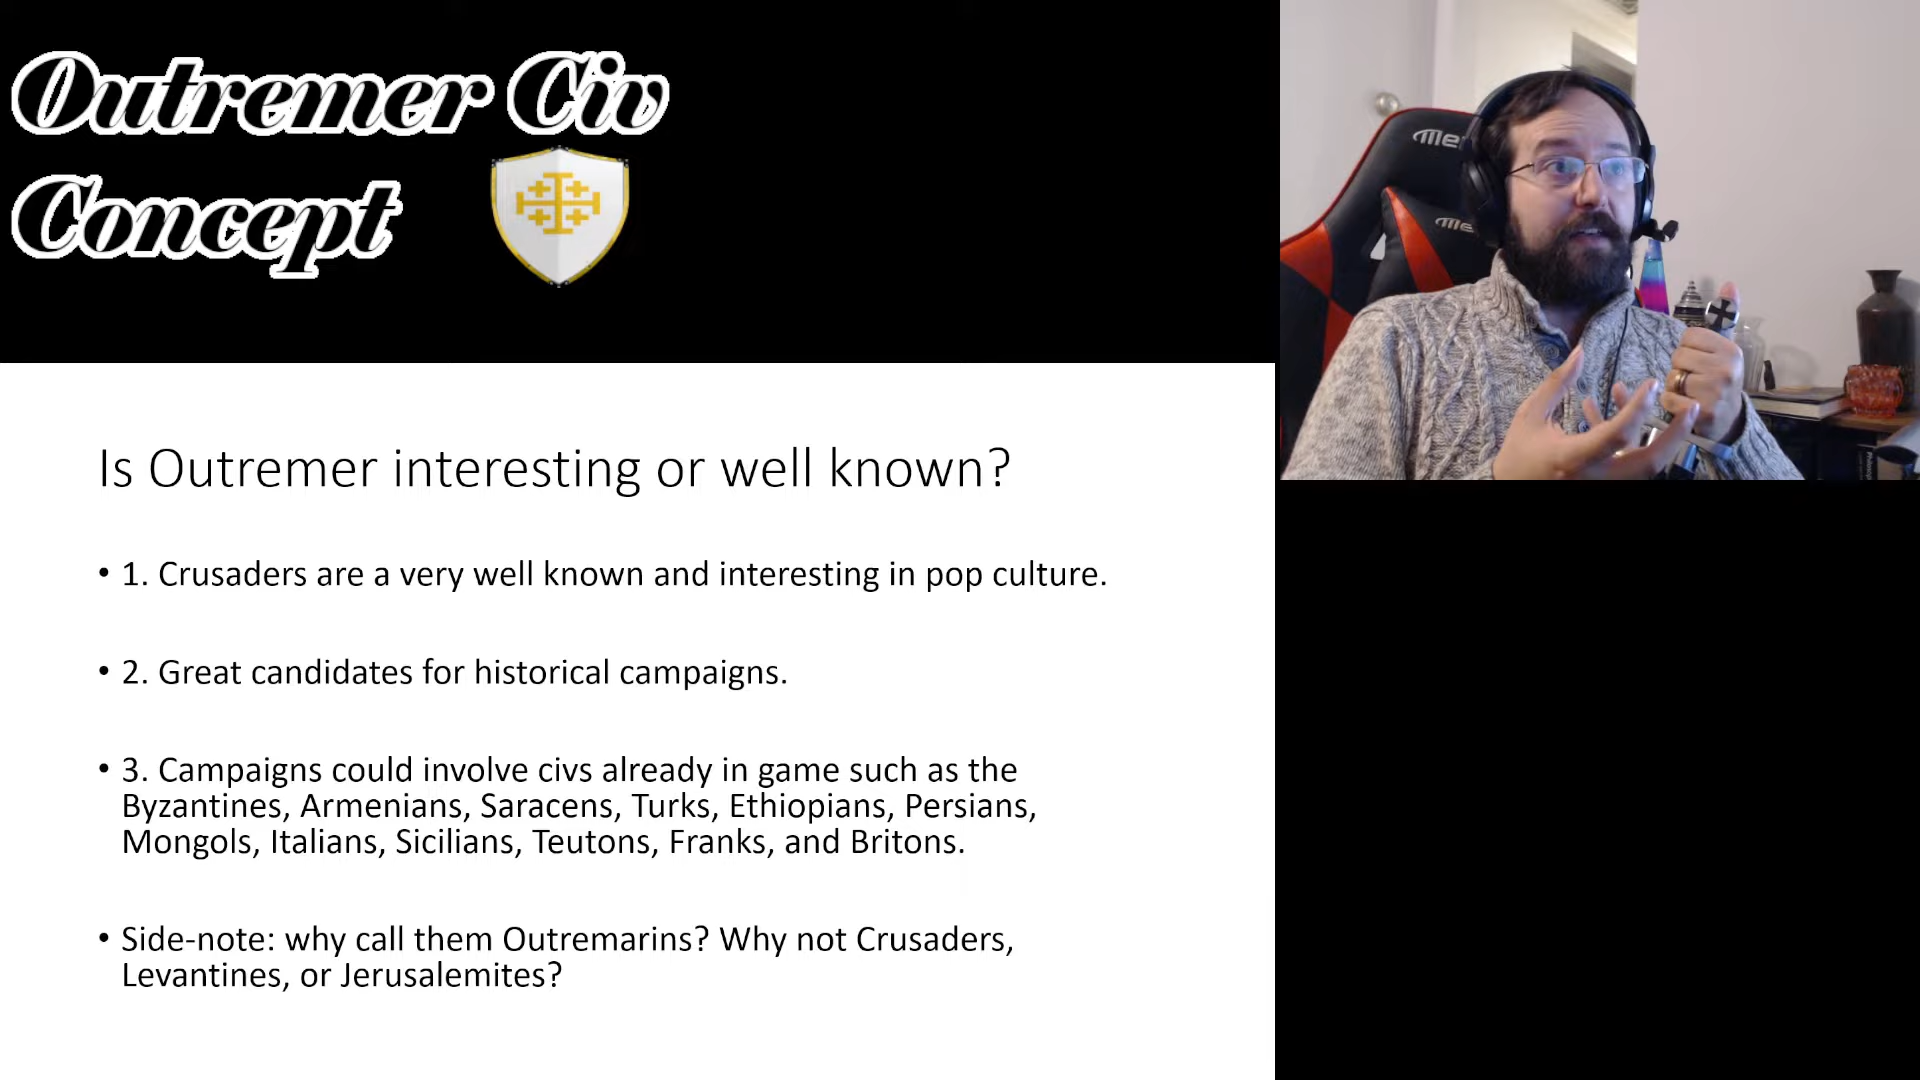 Outremer Civ
Concept
Is Outremer interesting or well known?
• 1. Crusaders are a very well known and interesting in pop culture.
• 2. Great candidates for historical campaigns.
• 3. Campaigns could involve civs already in game such as the
Byzantines, Armenians, Saracens, Turks, Ethiopians, Persians,
Mongols, Italians, Sicilians, Teutons, Franks, and Britons.
• Side-note: why call them Outremarins? Why not Crusaders,
Levantines, or Jerusalemites?